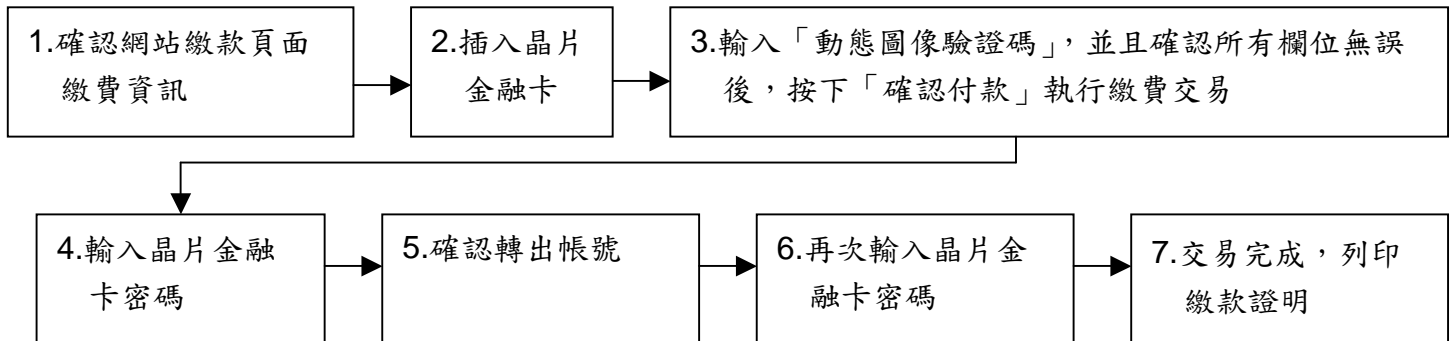 1.確認網站繳款頁面
繳費資訊
2.插入晶片
金融卡
3.輸入「動態圖像驗證碼」，並且確認所有欄位無誤
後，按下「確認付款」執行繳費交易
4.輸入晶片金融
卡密碼
5.確認轉出帳號
6.再次輸入晶片金
融卡密碼
7.交易完成，列印
繳款證明